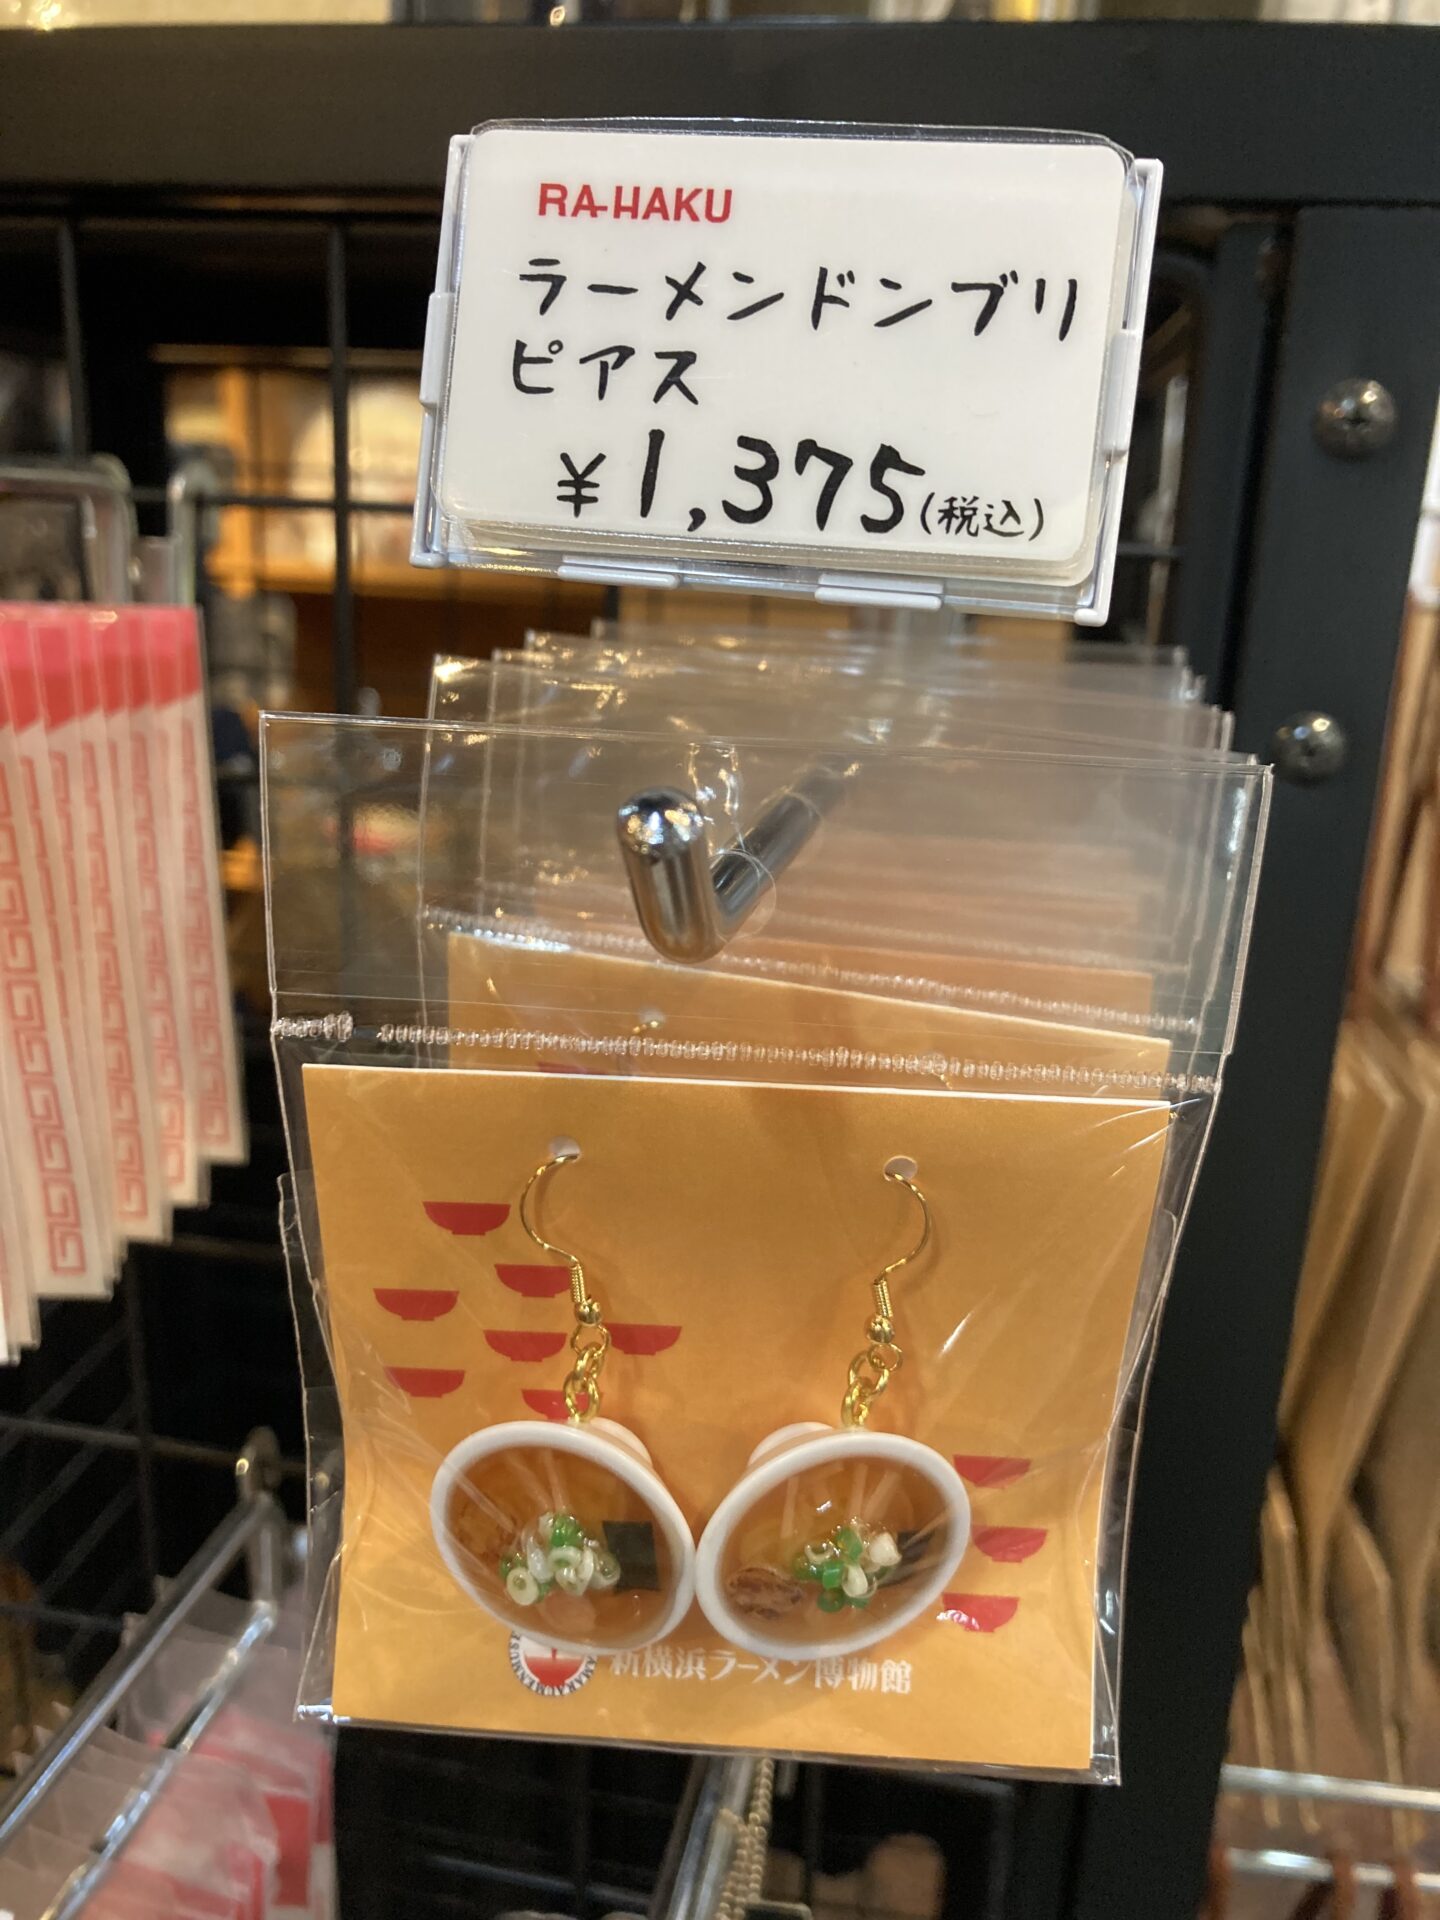 RA-HAKU
ラーメンドンブリ
ピアス
¥1,375(税込)
新横浜ラーメン博物館